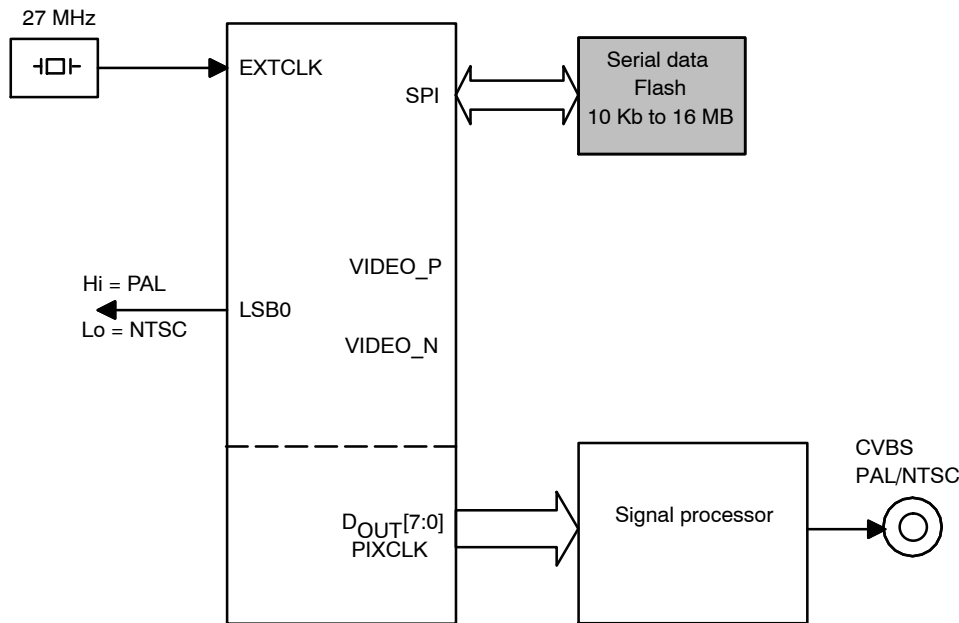 27 MHz
EXTCLK
SPI
Serial data
Flash
10 Kb to 16 MB
VIDEO_P
Hi = PAL
LSB0
Lo = NTSC
VIDEO_N
CVBS
PAL/NTSC
DOUT[7:0]
PIXCLK
Signal processor